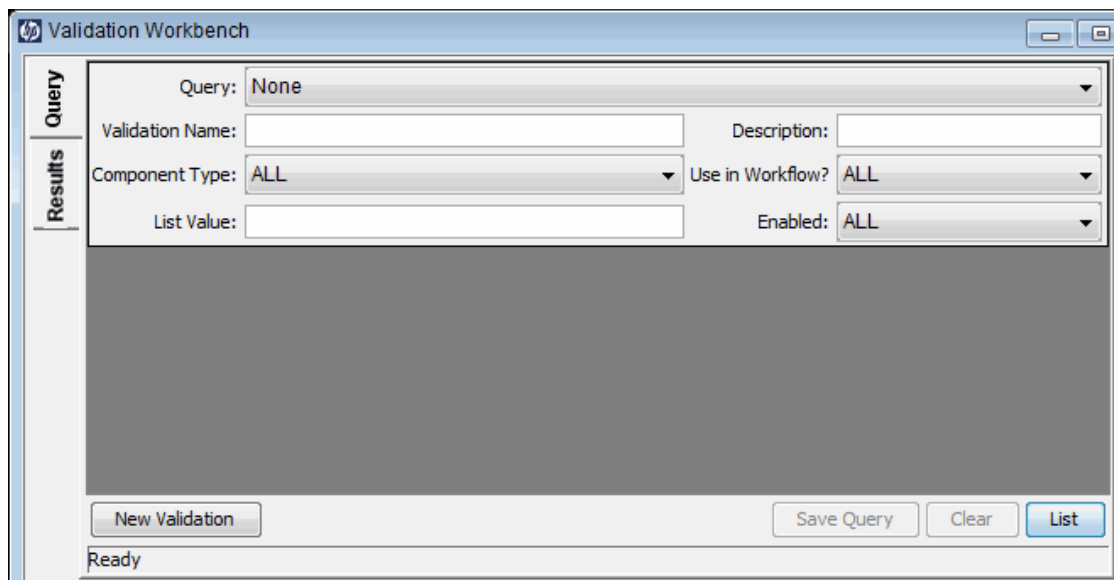 hp Validation Workbench
Query
Results
Query: None
Validation Name: Description:
Component Type: ALL Use in Workflow? ALL
List Value: Enabled: ALL
New Validation Save Query Clear List
Ready